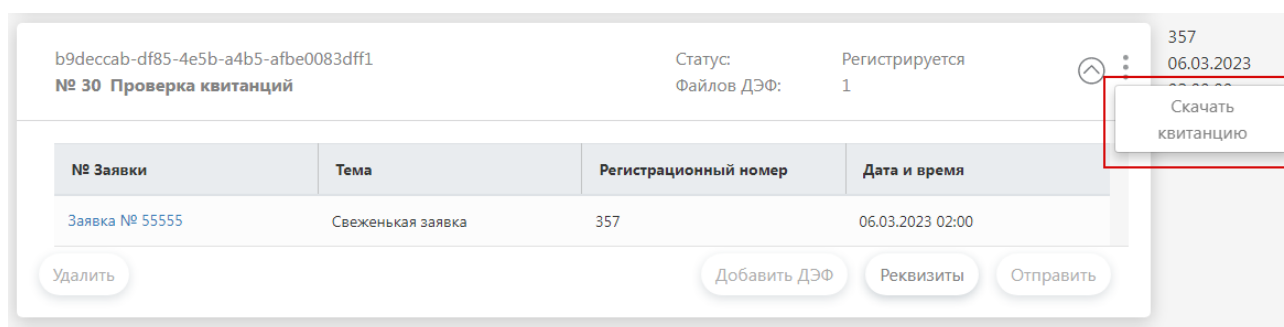 b9deccab-df85-4e5b-a4b5-afbe0083dff1
Статус:
Регистрируется
357
№ 30 Проверка квитанций
Файлов ДЭФ:
1
06.03.2023
Скачать
квитанцию
№ Заявки
Тема
Регистрационный номер
Дата и время
Заявка № 55555
Свеженькая заявка
357
06.03.2023 02:00
Удалить
Добавить ДЭФ
Реквизиты
Отправить